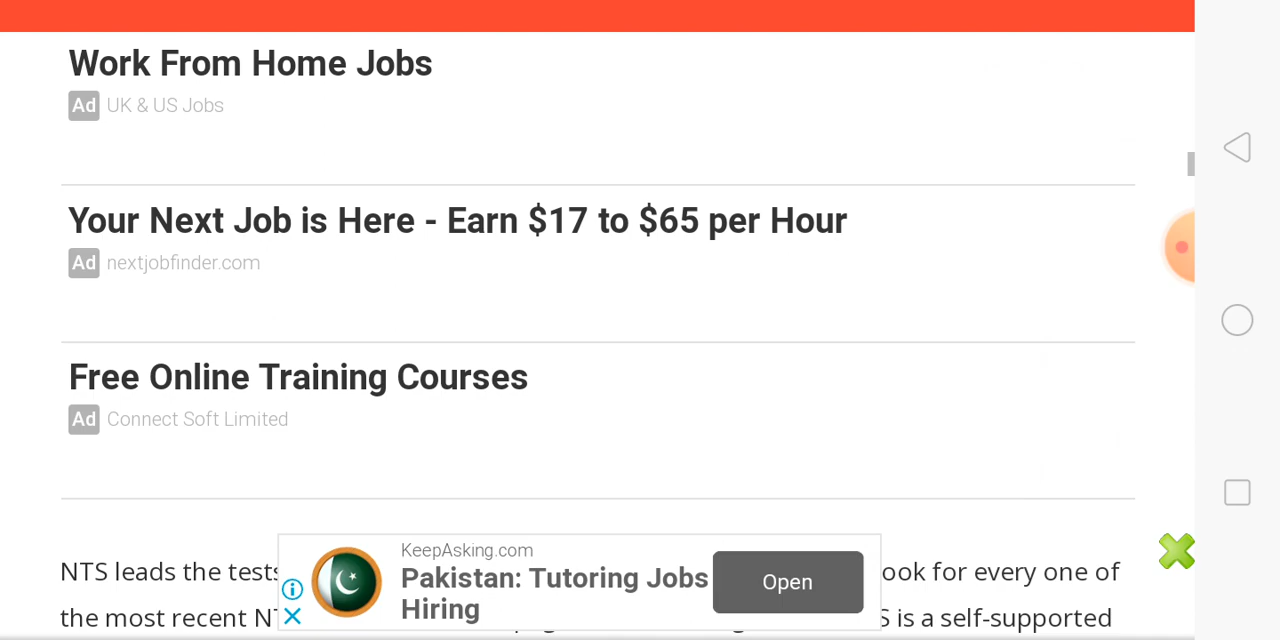 Work From Home Jobs
Ad UK & US Jobs
Your Next Job is Here - Earn $17 to $65 per Hour
Ad nextjobfinder.com
Free Online Training Courses
Ad Connect Soft Limited
NTS leads the tests ook for every one of
the most recent is a self-supported
KeepAsking.com
Pakistan: Tutoring Jobs
Hiring
Open